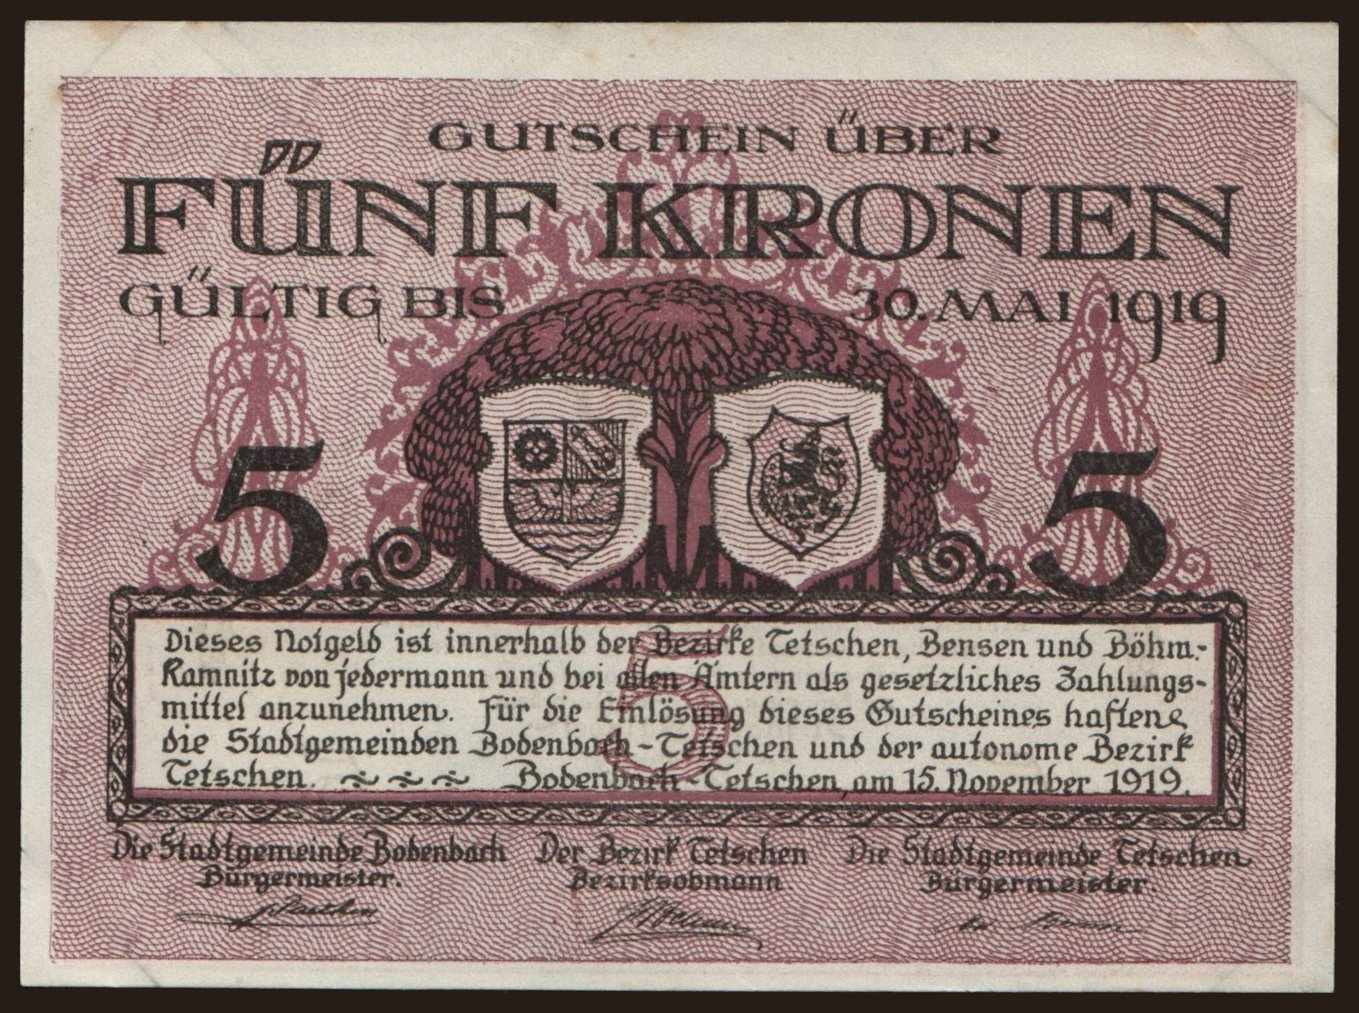 GUTSCHEIN ÜBER
FÜNF KRONEN
GÜLTIG BIS 30. MAI 1919
5 5
Dieses Notgeld ist innerhalb der Bezirke Tetschen, Bensen und Böhm.-
Kamnitz von jedermann und bei allen Ämtern als gesetzliches Zahlungs-
mittel anzunehmen. Für die Einlösung dieses Gutscheines haften
die Stadtgemeinden Bodenbach-Tetschen und der autonome Bezirk
Tetschen. Bodenbach-Tetschen, am 15. November 1919.
5
Die Stadtgemeinde Bodenbach Der Bezirk Tetschen Die Stadtgemeinde Tetschen
Bürgermeister. Bezirksobmann. Bürgermeister.